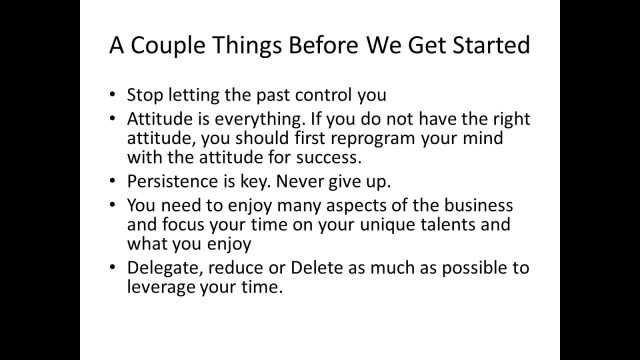 A Couple Things Before We Get Started
• Stop letting the past control you
• Attitude is everything. If you do not have the right
attitude, you should first reprogram your mind
with the attitude for success.
• Persistence is key. Never give up.
• You need to enjoy many aspects of the business
and focus your time on your unique talents and
what you enjoy
• Delegate, reduce or Delete as much as possible to
leverage your time.